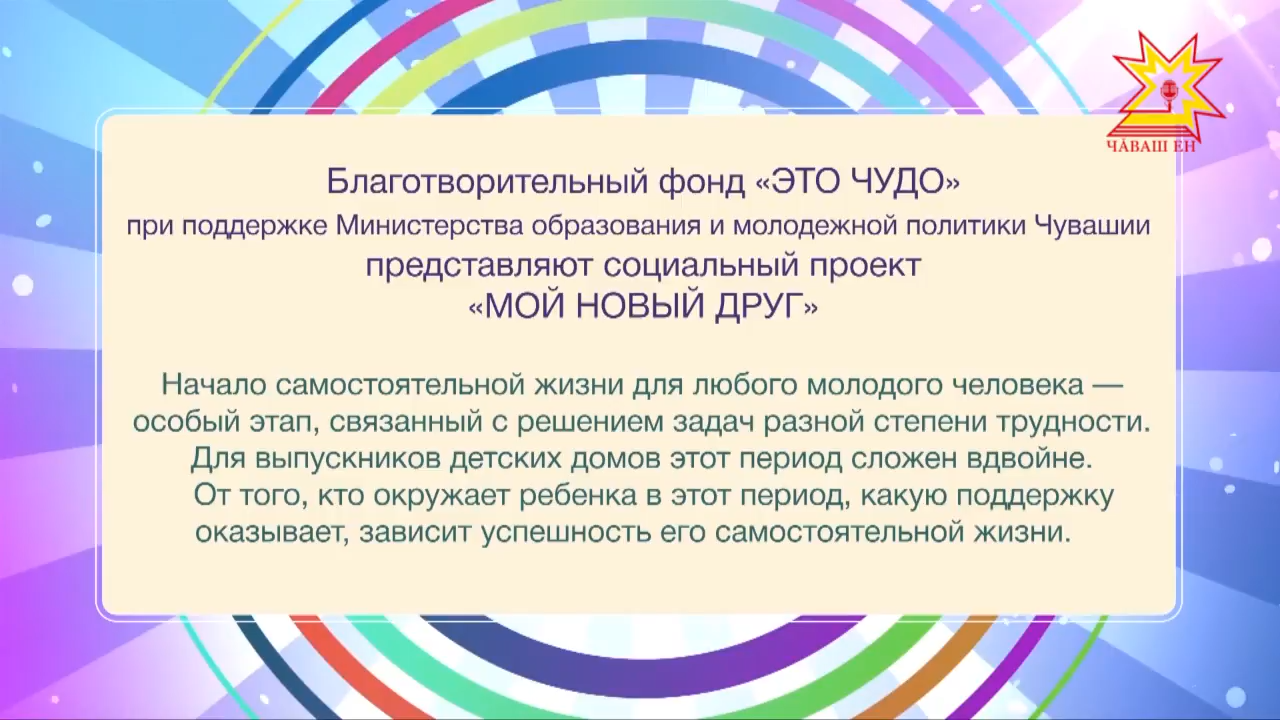 ЧӐВАШ ЕН
Благотворительный фонд «ЭТО ЧУДО»
при поддержке Министерства образования и молодежной политики Чувашии
представляют социальный проект
«МОЙ НОВЫЙ ДРУГ»
Начало самостоятельной жизни для любого молодого человека —
особый этап, связанный с решением задач разной степени трудности.
Для выпускников детских домов этот период сложен вдвойне.
От того, кто окружает ребенка в этот период, какую поддержку
оказывает, зависит успешность его самостоятельной жизни.